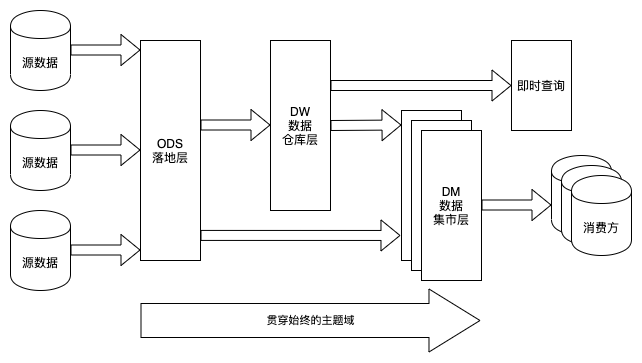 源数据
源数据
源数据
ODS
落地层
DW
数据
仓库层
即时查询
DM
数据
集市层
消费方
贯穿始终的主题域